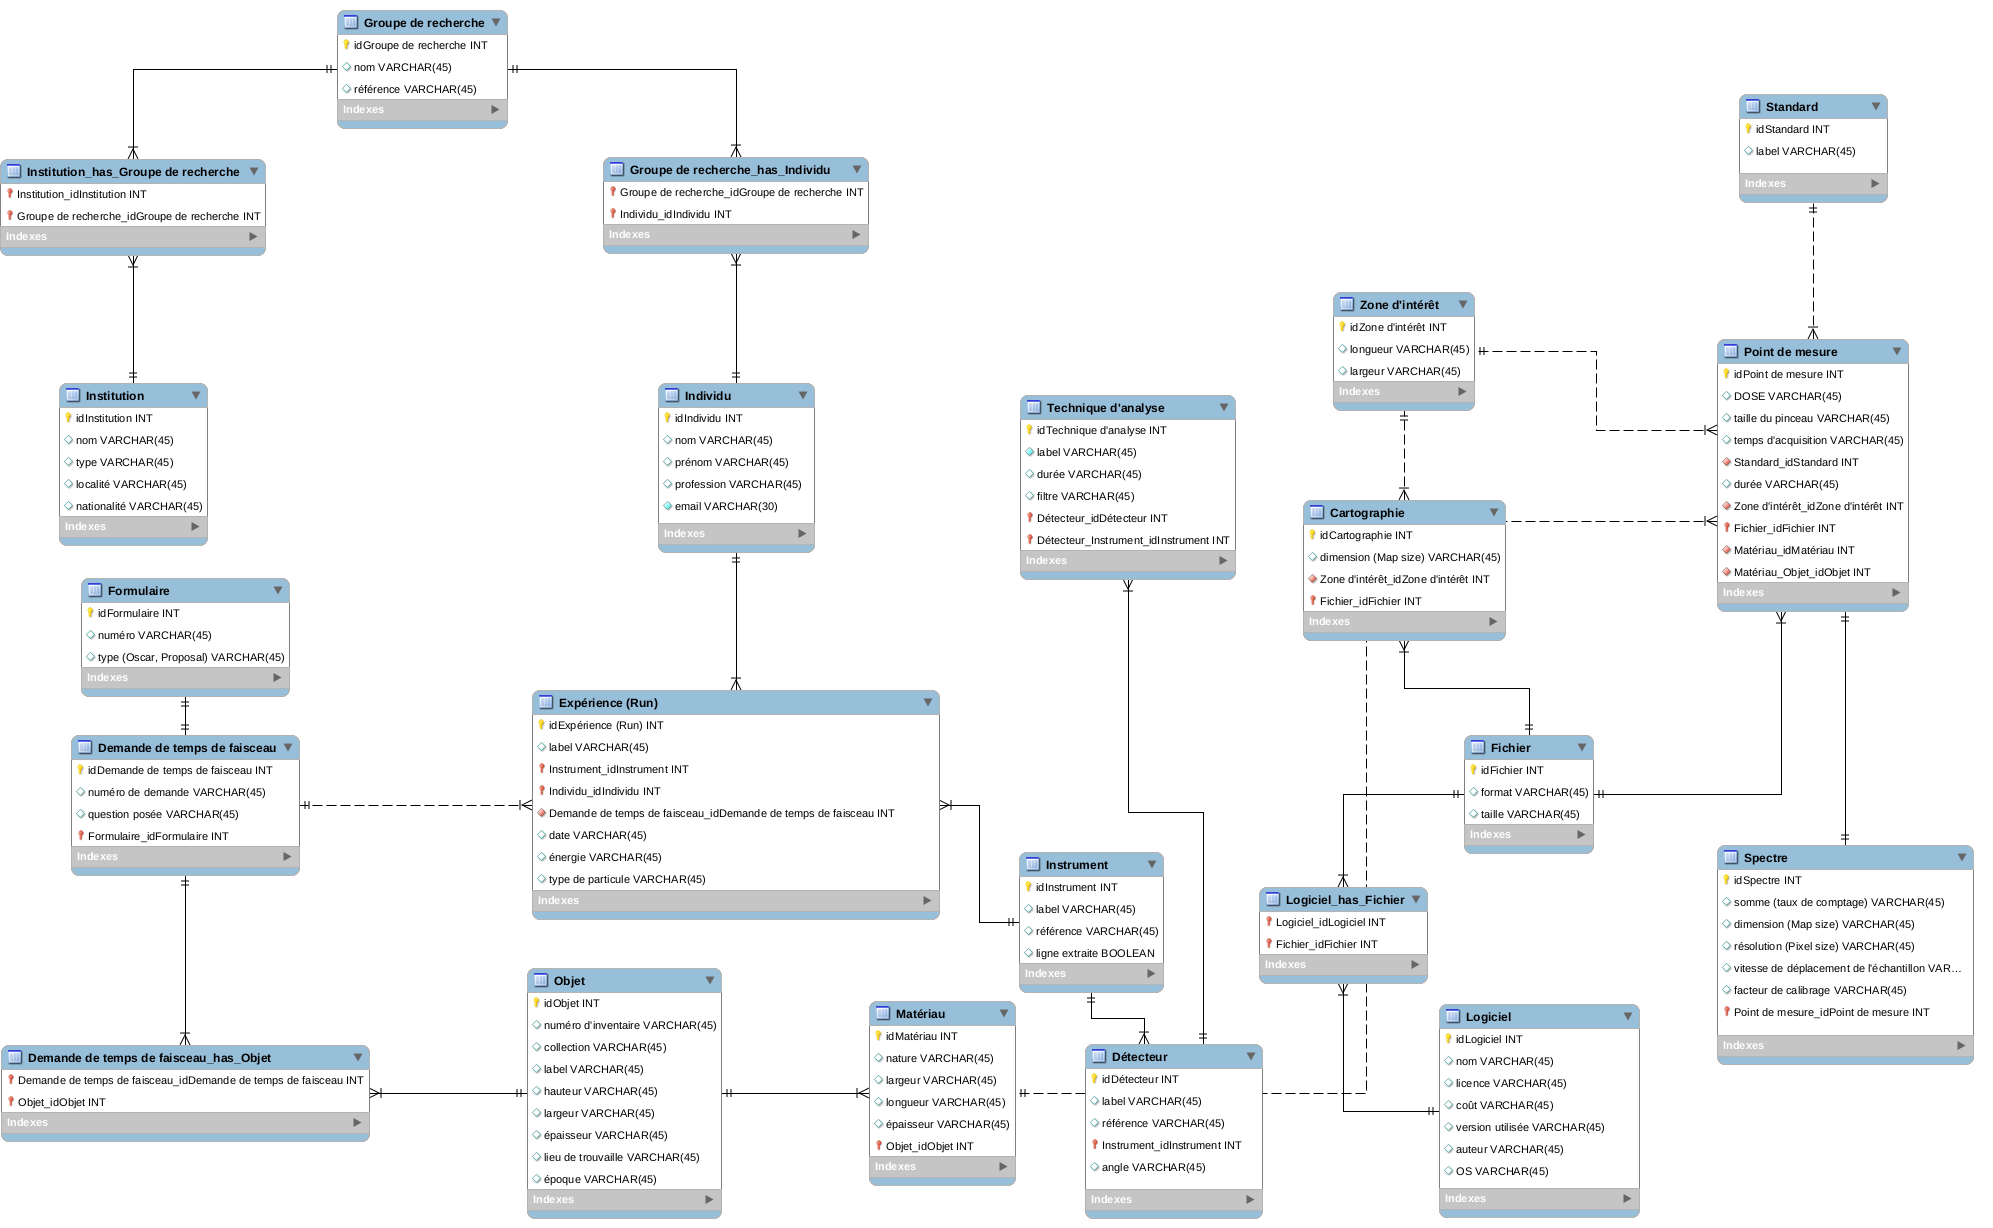 Groupe de recherche
idGroupe de recherche INT
nom VARCHAR(45)
référence VARCHAR(45)
Indexes
Institution_has_Groupe de recherche
Institution_idInstitution INT
Groupe de recherche_idGroupe de recherche INT
Indexes
Groupe de recherche_has_Individu
Groupe de recherche_idGroupe de recherche INT
Individu_idIndividu INT
Indexes
Standard
idStandard INT
label VARCHAR(45)
Indexes
Zone d'intérêt
idZone d'intérêt INT
longueur VARCHAR(45)
largeur VARCHAR(45)
Indexes
Point de mesure
idPoint de mesure INT
DOSE VARCHAR(45)
taille du pinceau VARCHAR(45)
temps d'acquisition VARCHAR(45)
Standard_idStandard INT
durée VARCHAR(45)
Zone d'intérêt_idZone d'intérêt INT
Fichier_idFichier INT
Matériau_idMatériau INT
Matériau_Objet_idObjet INT
Indexes
Institution
idInstitution INT
nom VARCHAR(45)
type VARCHAR(45)
localité VARCHAR(45)
nationalité VARCHAR(45)
Indexes
Individu
idIndividu INT
nom VARCHAR(45)
prénom VARCHAR(45)
profession VARCHAR(45)
email VARCHAR(30)
Indexes
Technique d'analyse
idTechnique d'analyse INT
label VARCHAR(45)
durée VARCHAR(45)
filtre VARCHAR(45)
Détecteur_idDétecteur INT
Détecteur_Instrument_idInstrument INT
Indexes
Cartographie
idCartographie INT
dimension (Map size) VARCHAR(45)
Zone d'intérêt_idZone d'intérêt INT
Fichier_idFichier INT
Indexes
Formulaire
idFormulaire INT
numéro VARCHAR(45)
type (Oscar, Proposal) VARCHAR(45)
Indexes
Demande de temps de faisceau
idDemande de temps de faisceau INT
numéro de demande VARCHAR(45)
question posée VARCHAR(45)
Formulaire_idFormulaire INT
Indexes
Expérience (Run)
idExpérience (Run) INT
label VARCHAR(45)
Instrument_idInstrument INT
Individu_idIndividu INT
Demande de temps de faisceau_idDemande de temps de faisceau INT
date VARCHAR(45)
énergie VARCHAR(45)
type de particule VARCHAR(45)
Indexes
Fichier
idFichier INT
format VARCHAR(45)
taille VARCHAR(45)
Indexes
Instrument
idInstrument INT
label VARCHAR(45)
référence VARCHAR(45)
ligne extraite BOOLEAN
Indexes
Logiciel_has_Fichier
Logiciel_idLogiciel INT
Fichier_idFichier INT
Indexes
Spectre
idSpectre INT
somme (taux de comptage) VARCHAR(45)
dimension (Map size) VARCHAR(45)
résolution (Pixel size) VARCHAR(45)
vitesse de déplacement de l'échantillon VAR...
facteur de calibrage VARCHAR(45)
Point de mesure_idPoint de mesure INT
Indexes
Demande de temps de faisceau_has_Objet
Demande de temps de faisceau_idDemande de temps de faisceau INT
Objet_idObjet INT
Indexes
Objet
idObjet INT
numéro d'inventaire VARCHAR(45)
collection VARCHAR(45)
label VARCHAR(45)
hauteur VARCHAR(45)
largeur VARCHAR(45)
épaisseur VARCHAR(45)
lieu de trouvaille VARCHAR(45)
époque VARCHAR(45)
Indexes
Matériau
idMatériau INT
nature VARCHAR(45)
largeur VARCHAR(45)
longueur VARCHAR(45)
épaisseur VARCHAR(45)
Objet_idObjet INT
Indexes
Détecteur
idDétecteur INT
label VARCHAR(45)
référence VARCHAR(45)
Instrument_idInstrument INT
angle VARCHAR(45)
Indexes
Logiciel
idLogiciel INT
nom VARCHAR(45)
licence VARCHAR(45)
coût VARCHAR(45)
version utilisée VARCHAR(45)
auteur VARCHAR(45)
OS VARCHAR(45)
Indexes